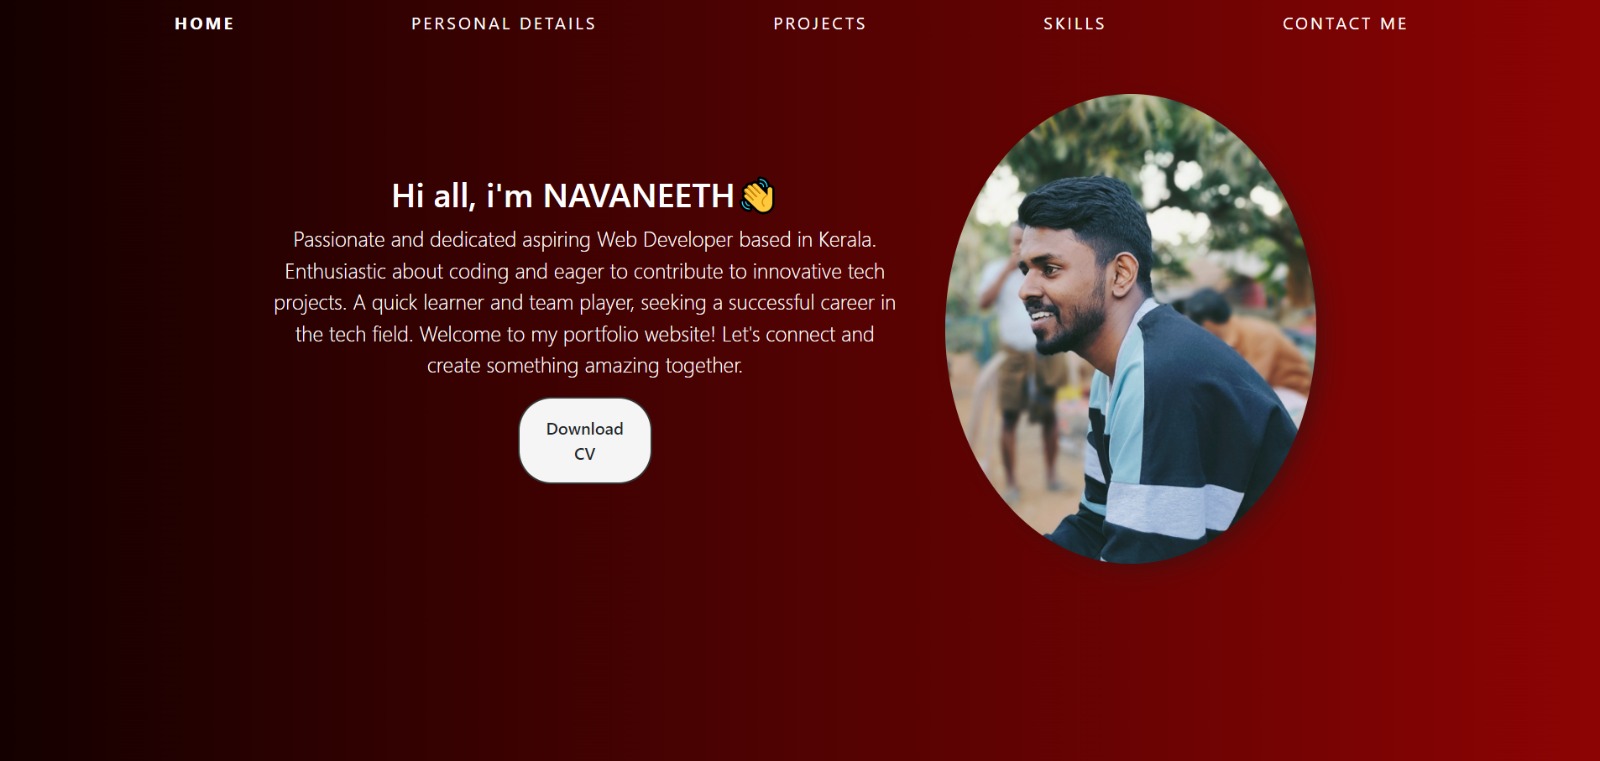 HOME PERSONAL DETAILS PROJECTS SKILLS CONTACT ME
Hi all, i'm NAVANEETH👋
Passionate and dedicated aspiring Web Developer based in Kerala.
Enthusiastic about coding and eager to contribute to innovative tech
projects. A quick learner and team player, seeking a successful career in
the tech field. Welcome to my portfolio website! Let's connect and
create something amazing together.
Download
CV